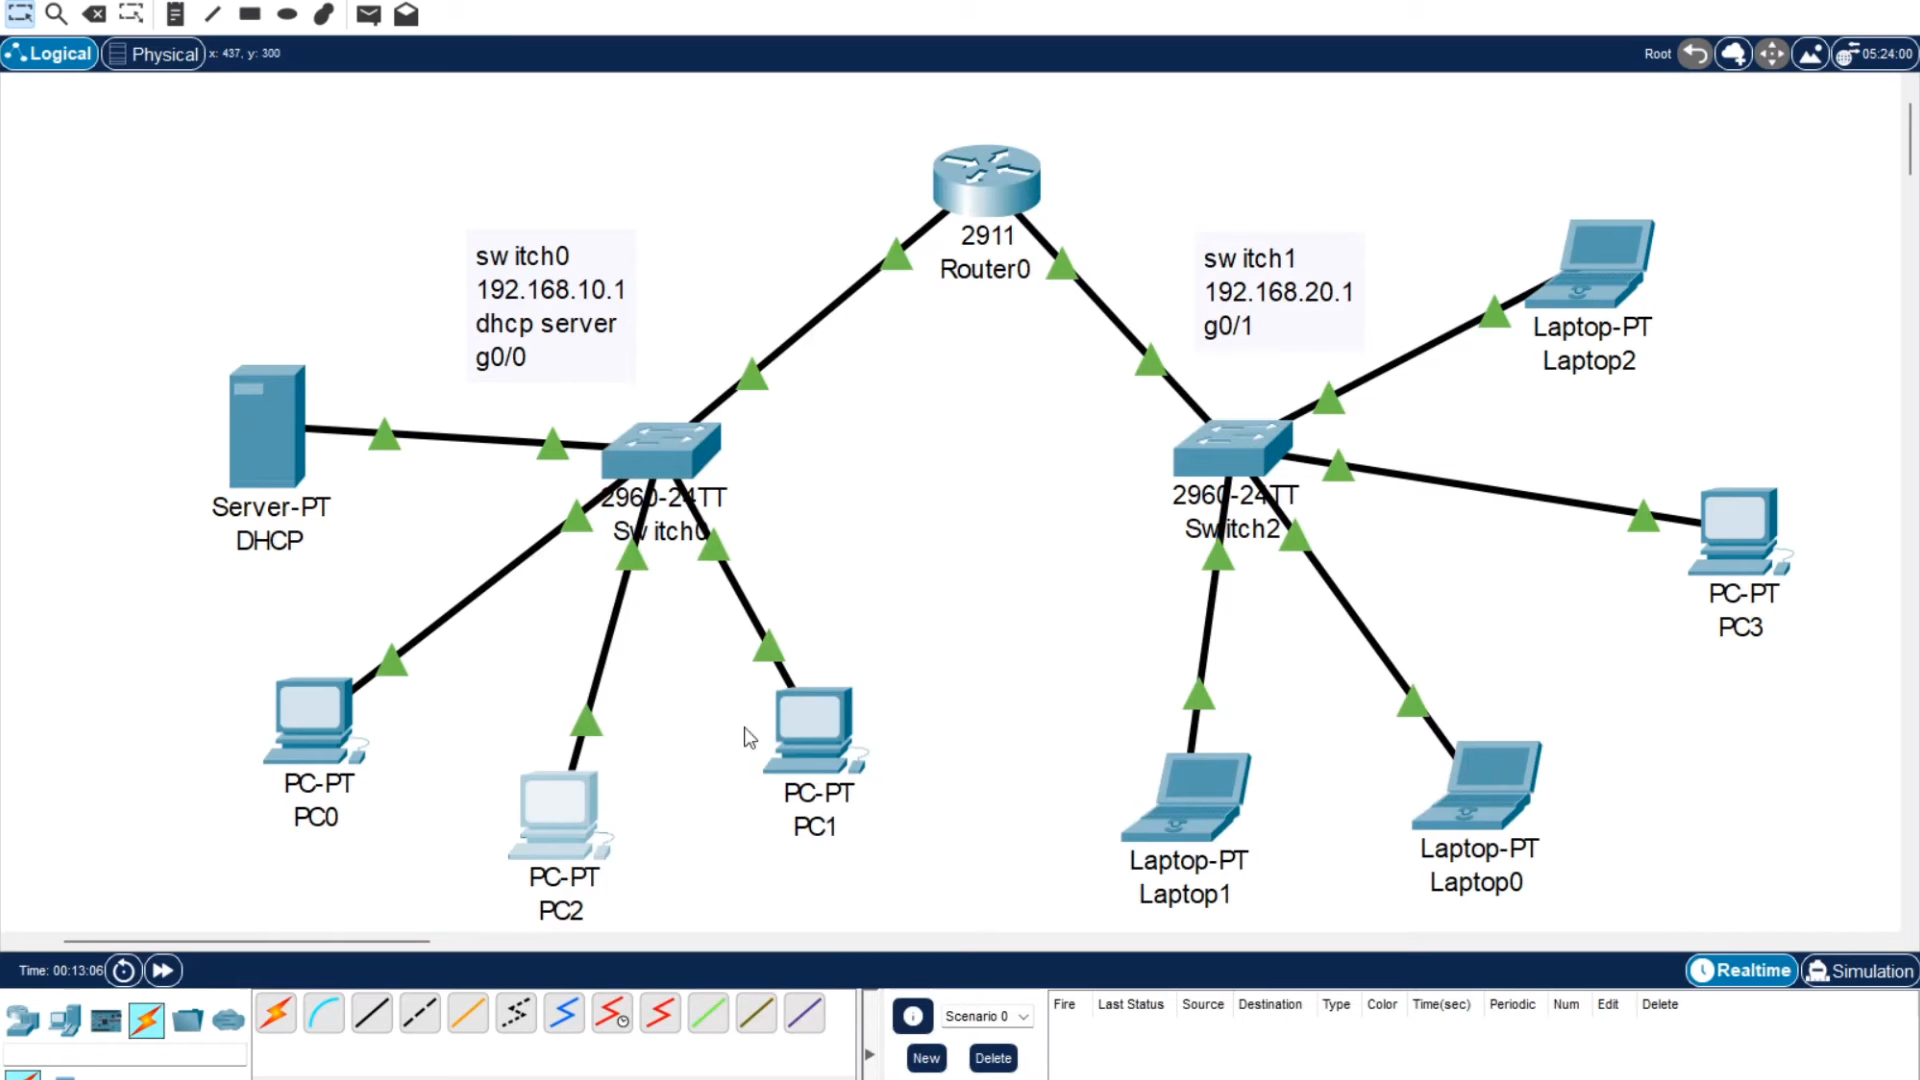 Logical
Physical
x: 437, y: 300
Root
05:24:00
2911
Router0
sw itch0
192.168.10.1
dhcp server
g0/0
sw itch1
192.168.20.1
g0/1
Laptop-PT
Laptop2
Server-PT
DHCP
2960-24TT
Sw itch0
2960-24TT
Sw itch2
PC-PT
PC3
PC-PT
PC0
PC-PT
PC2
PC-PT
PC1
Laptop-PT
Laptop1
Laptop-PT
Laptop0
Time: 00:13:06
Realtime
Simulation
Scenario 0
New
Delete
Fire Last Status Source Destination Type Color Time(sec) Periodic Num Edit Delete